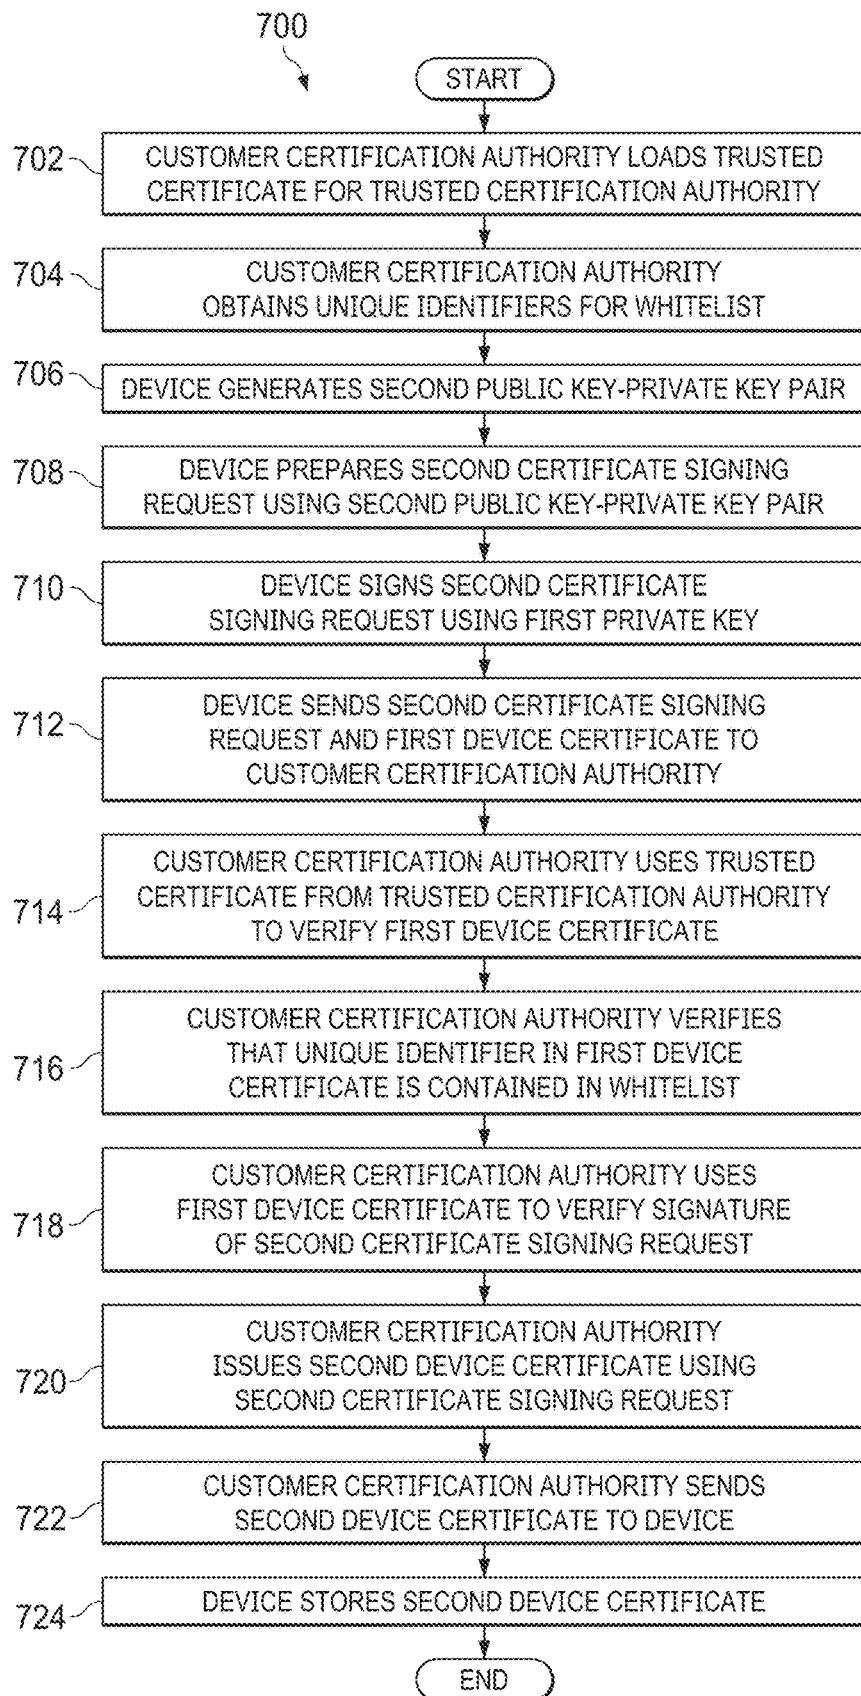 700
START
702
CUSTOMER CERTIFICATION AUTHORITY LOADS TRUSTED
CERTIFICATE FOR TRUSTED CERTIFICATION AUTHORITY
704
CUSTOMER CERTIFICATION AUTHORITY
OBTAINS UNIQUE IDENTIFIERS FOR WHITELIST
706
DEVICE GENERATES SECOND PUBLIC KEY-PRIVATE KEY PAIR
708
DEVICE PREPARES SECOND CERTIFICATE SIGNING
REQUEST USING SECOND PUBLIC KEY-PRIVATE KEY PAIR
710
DEVICE SIGNS SECOND CERTIFICATE
SIGNING REQUEST USING FIRST PRIVATE KEY
712
DEVICE SENDS SECOND CERTIFICATE SIGNING
REQUEST AND FIRST DEVICE CERTIFICATE TO
CUSTOMER CERTIFICATION AUTHORITY
714
CUSTOMER CERTIFICATION AUTHORITY USES TRUSTED
CERTIFICATE FROM TRUSTED CERTIFICATION AUTHORITY
TO VERIFY FIRST DEVICE CERTIFICATE
716
CUSTOMER CERTIFICATION AUTHORITY VERIFIES
THAT UNIQUE IDENTIFIER IN FIRST DEVICE
CERTIFICATE IS CONTAINED IN WHITELIST
718
CUSTOMER CERTIFICATION AUTHORITY USES
FIRST DEVICE CERTIFICATE TO VERIFY SIGNATURE
OF SECOND CERTIFICATE SIGNING REQUEST
720
CUSTOMER CERTIFICATION AUTHORITY
ISSUES SECOND DEVICE CERTIFICATE USING
SECOND CERTIFICATE SIGNING REQUEST
722
CUSTOMER CERTIFICATION AUTHORITY SENDS
SECOND DEVICE CERTIFICATE TO DEVICE
724
DEVICE STORES SECOND DEVICE CERTIFICATE
END